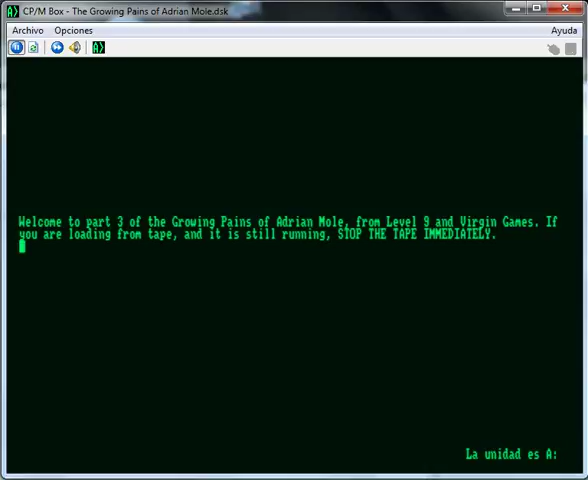 CP/M Box - The Growing Pains of Adrian Mole.dsk
Archivo Opciones Ayuda
A>
Welcome to part 3 of the Growing Pains of Adrian Mole, from Level 9 and Virgin Games. If
you are loading from tape, and it is still running, STOP THE TAPE IMMEDIATELY.
La unidad es A: